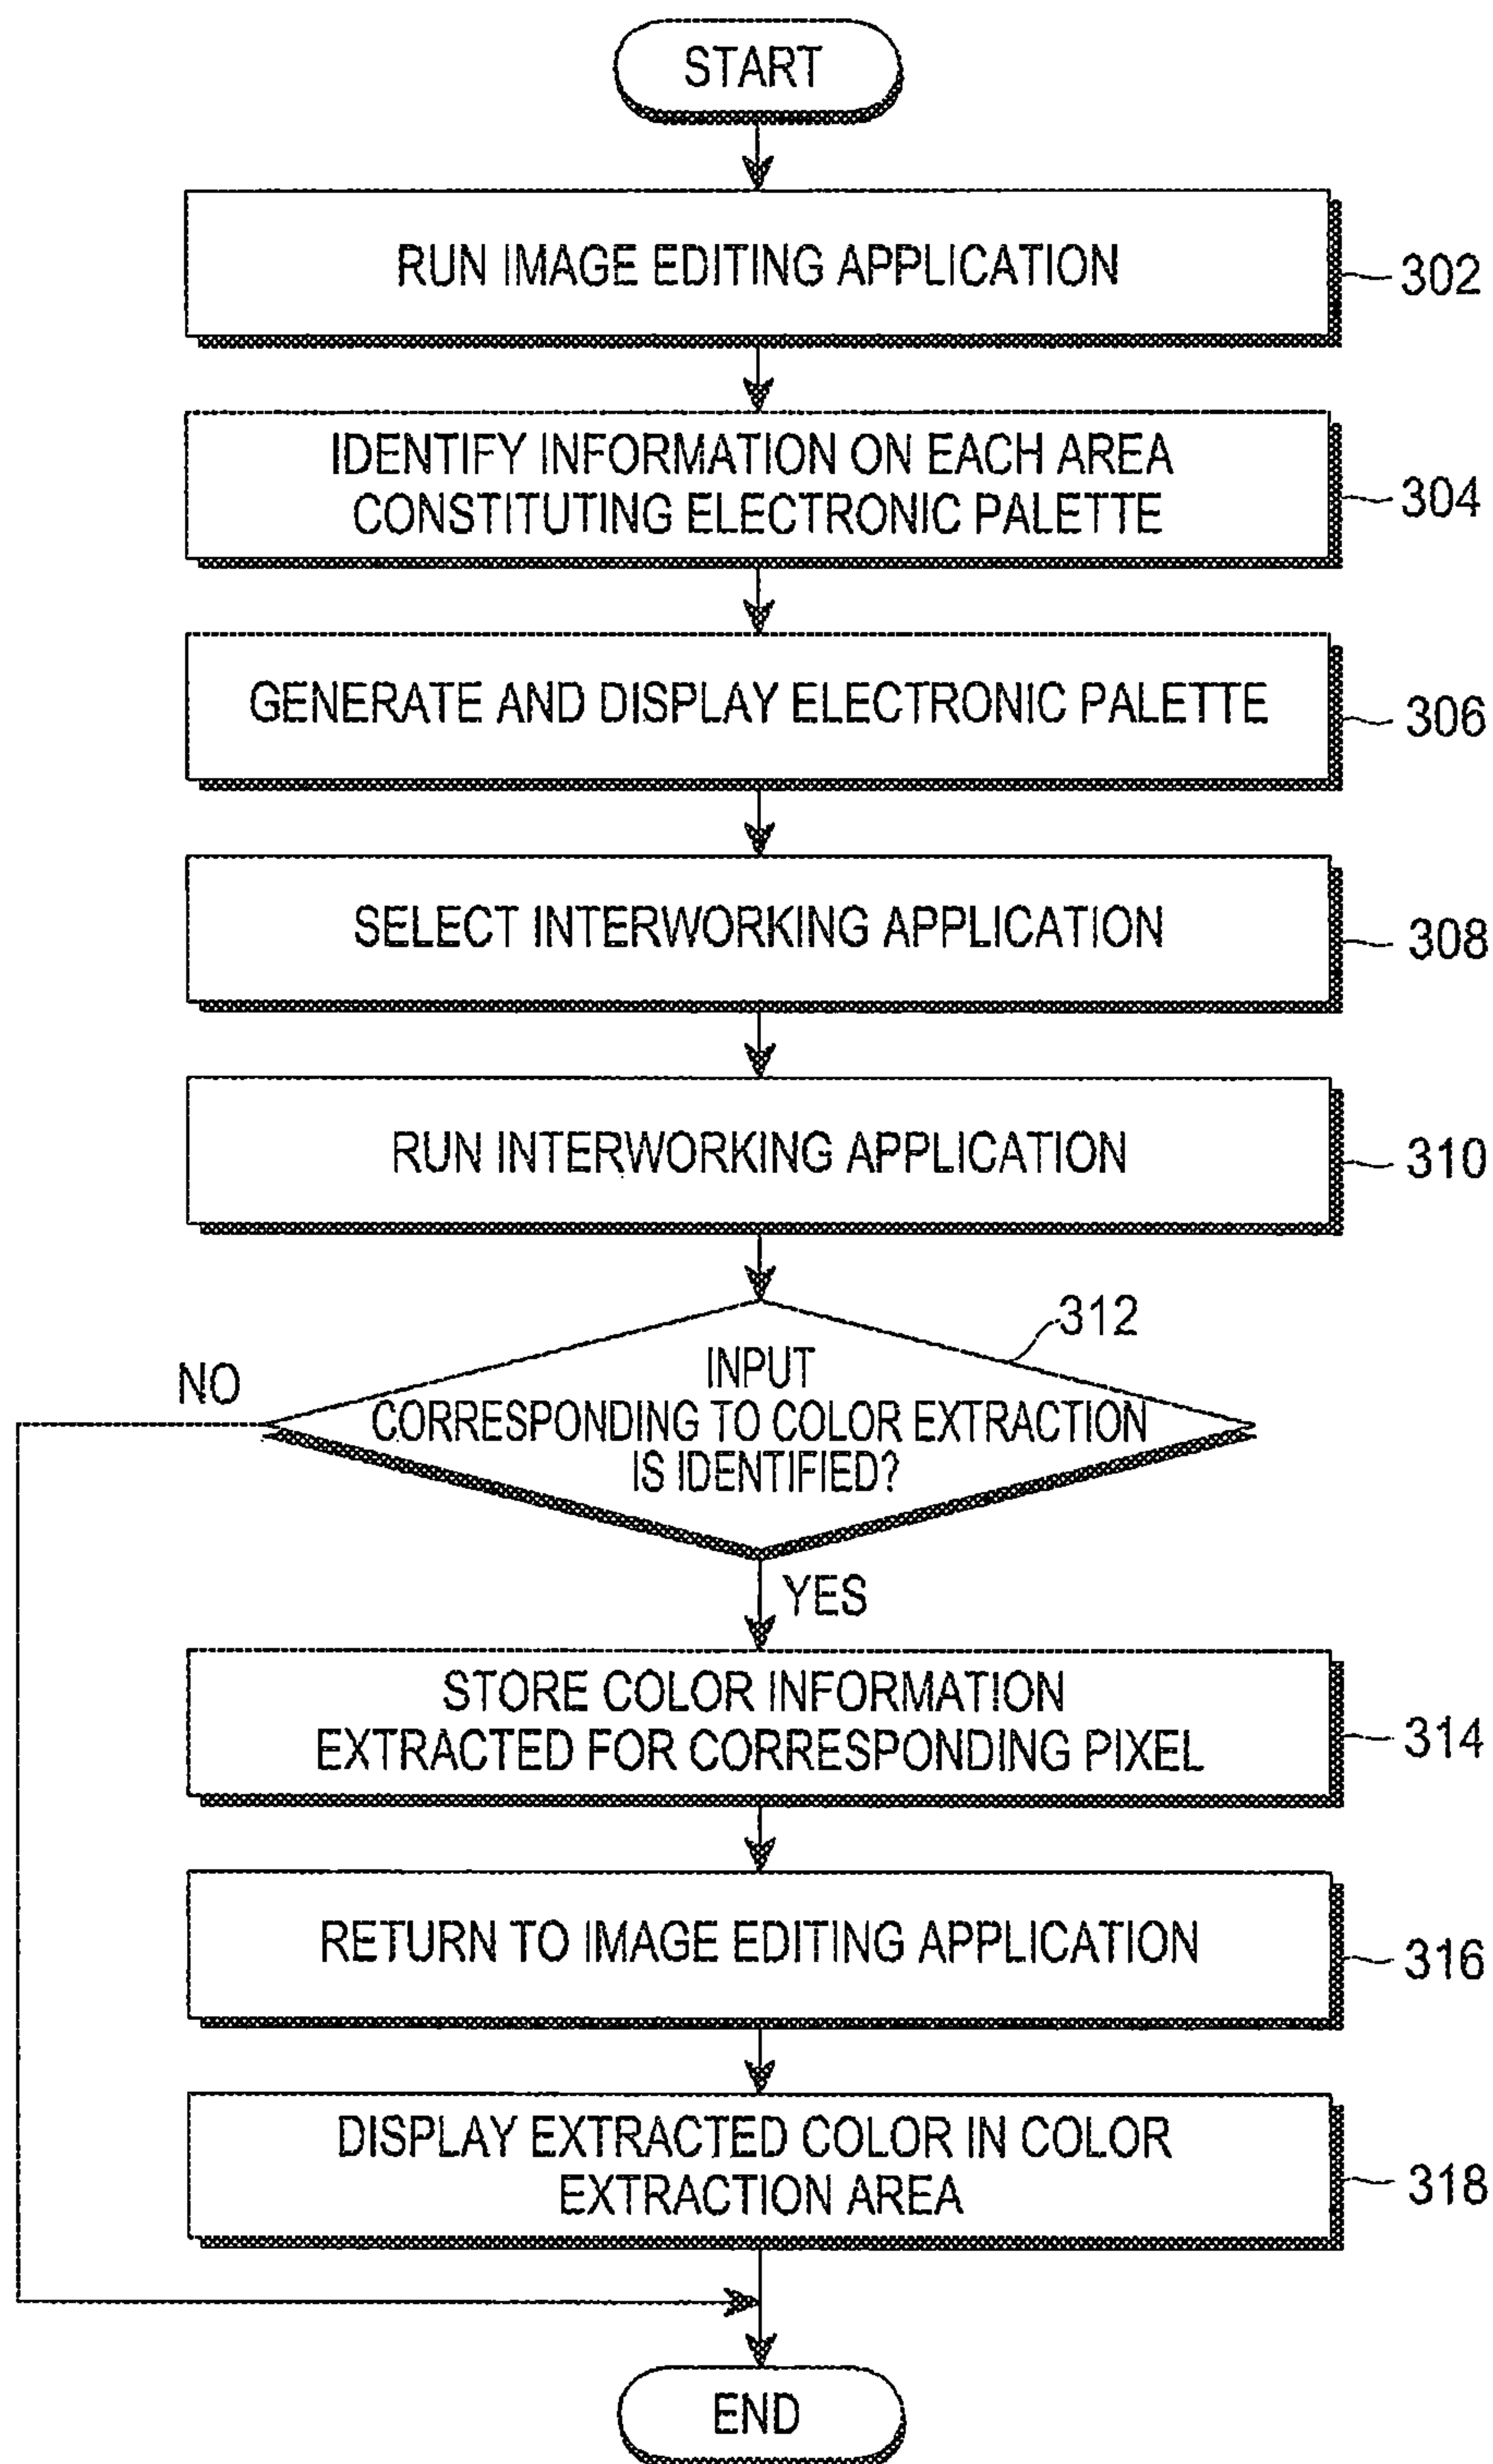 START
RUN IMAGE EDITING APPLICATION
302
IDENTIFY INFORMATION ON EACH AREA
CONSTITUTING ELECTRONIC PALETTE
304
GENERATE AND DISPLAY ELECTRONIC PALETTE
306
SELECT INTERWORKING APPLICATION
308
RUN INTERWORKING APPLICATION
310
312
NO
INPUT
CORRESPONDING TO COLOR EXTRACTION
IS IDENTIFIED?
YES
STORE COLOR INFORMATION
EXTRACTED FOR CORRESPONDING PIXEL
314
RETURN TO IMAGE EDITING APPLICATION
316
DISPLAY EXTRACTED COLOR IN COLOR
EXTRACTION AREA
318
END